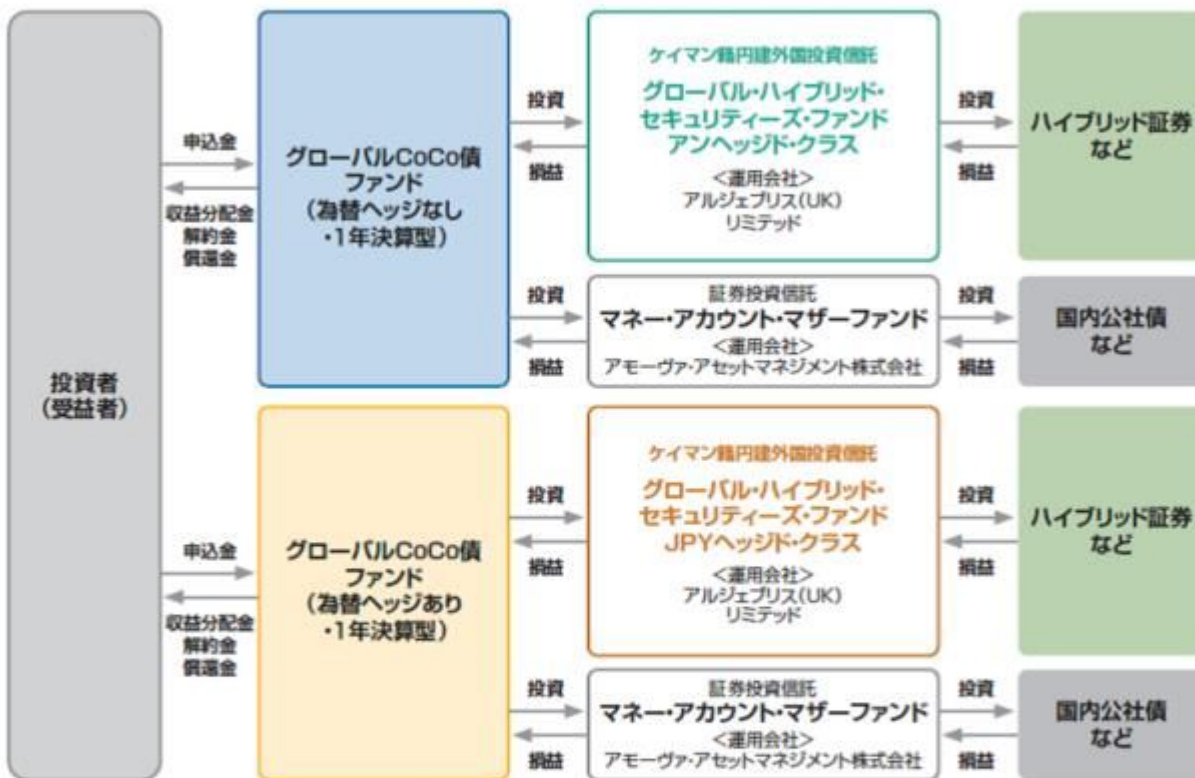 投資者
(受益者)
申込金
収益分配金
解約金
償還金
グローバルCoCo債
ファンド
(為替ヘッジなし
・1年決算型)
投資
損益
ケイマン籍円建外国投資信託
グローバル・ハイブリッド・
セキュリティーズ・ファンド
アンヘッジド・クラス
<運用会社>
アルジェブリス(UK)
リミテッド
投資
損益
ハイブリッド証券
など
投資
損益
証券投資信託
マネー・アカウント・マザーファンド
<運用会社>
アモーヴァ・アセットマネジメント株式会社
投資
損益
国内公社債
など
申込金
収益分配金
解約金
償還金
グローバルCoCo債
ファンド
(為替ヘッジあり
・1年決算型)
投資
損益
ケイマン籍円建外国投資信託
グローバル・ハイブリッド・
セキュリティーズ・ファンド
JPYヘッジド・クラス
<運用会社>
アルジェブリス(UK)
リミテッド
投資
損益
ハイブリッド証券
など
投資
損益
証券投資信託
マネー・アカウント・マザーファンド
<運用会社>
アモーヴァ・アセットマネジメント株式会社
投資
損益
国内公社債
など